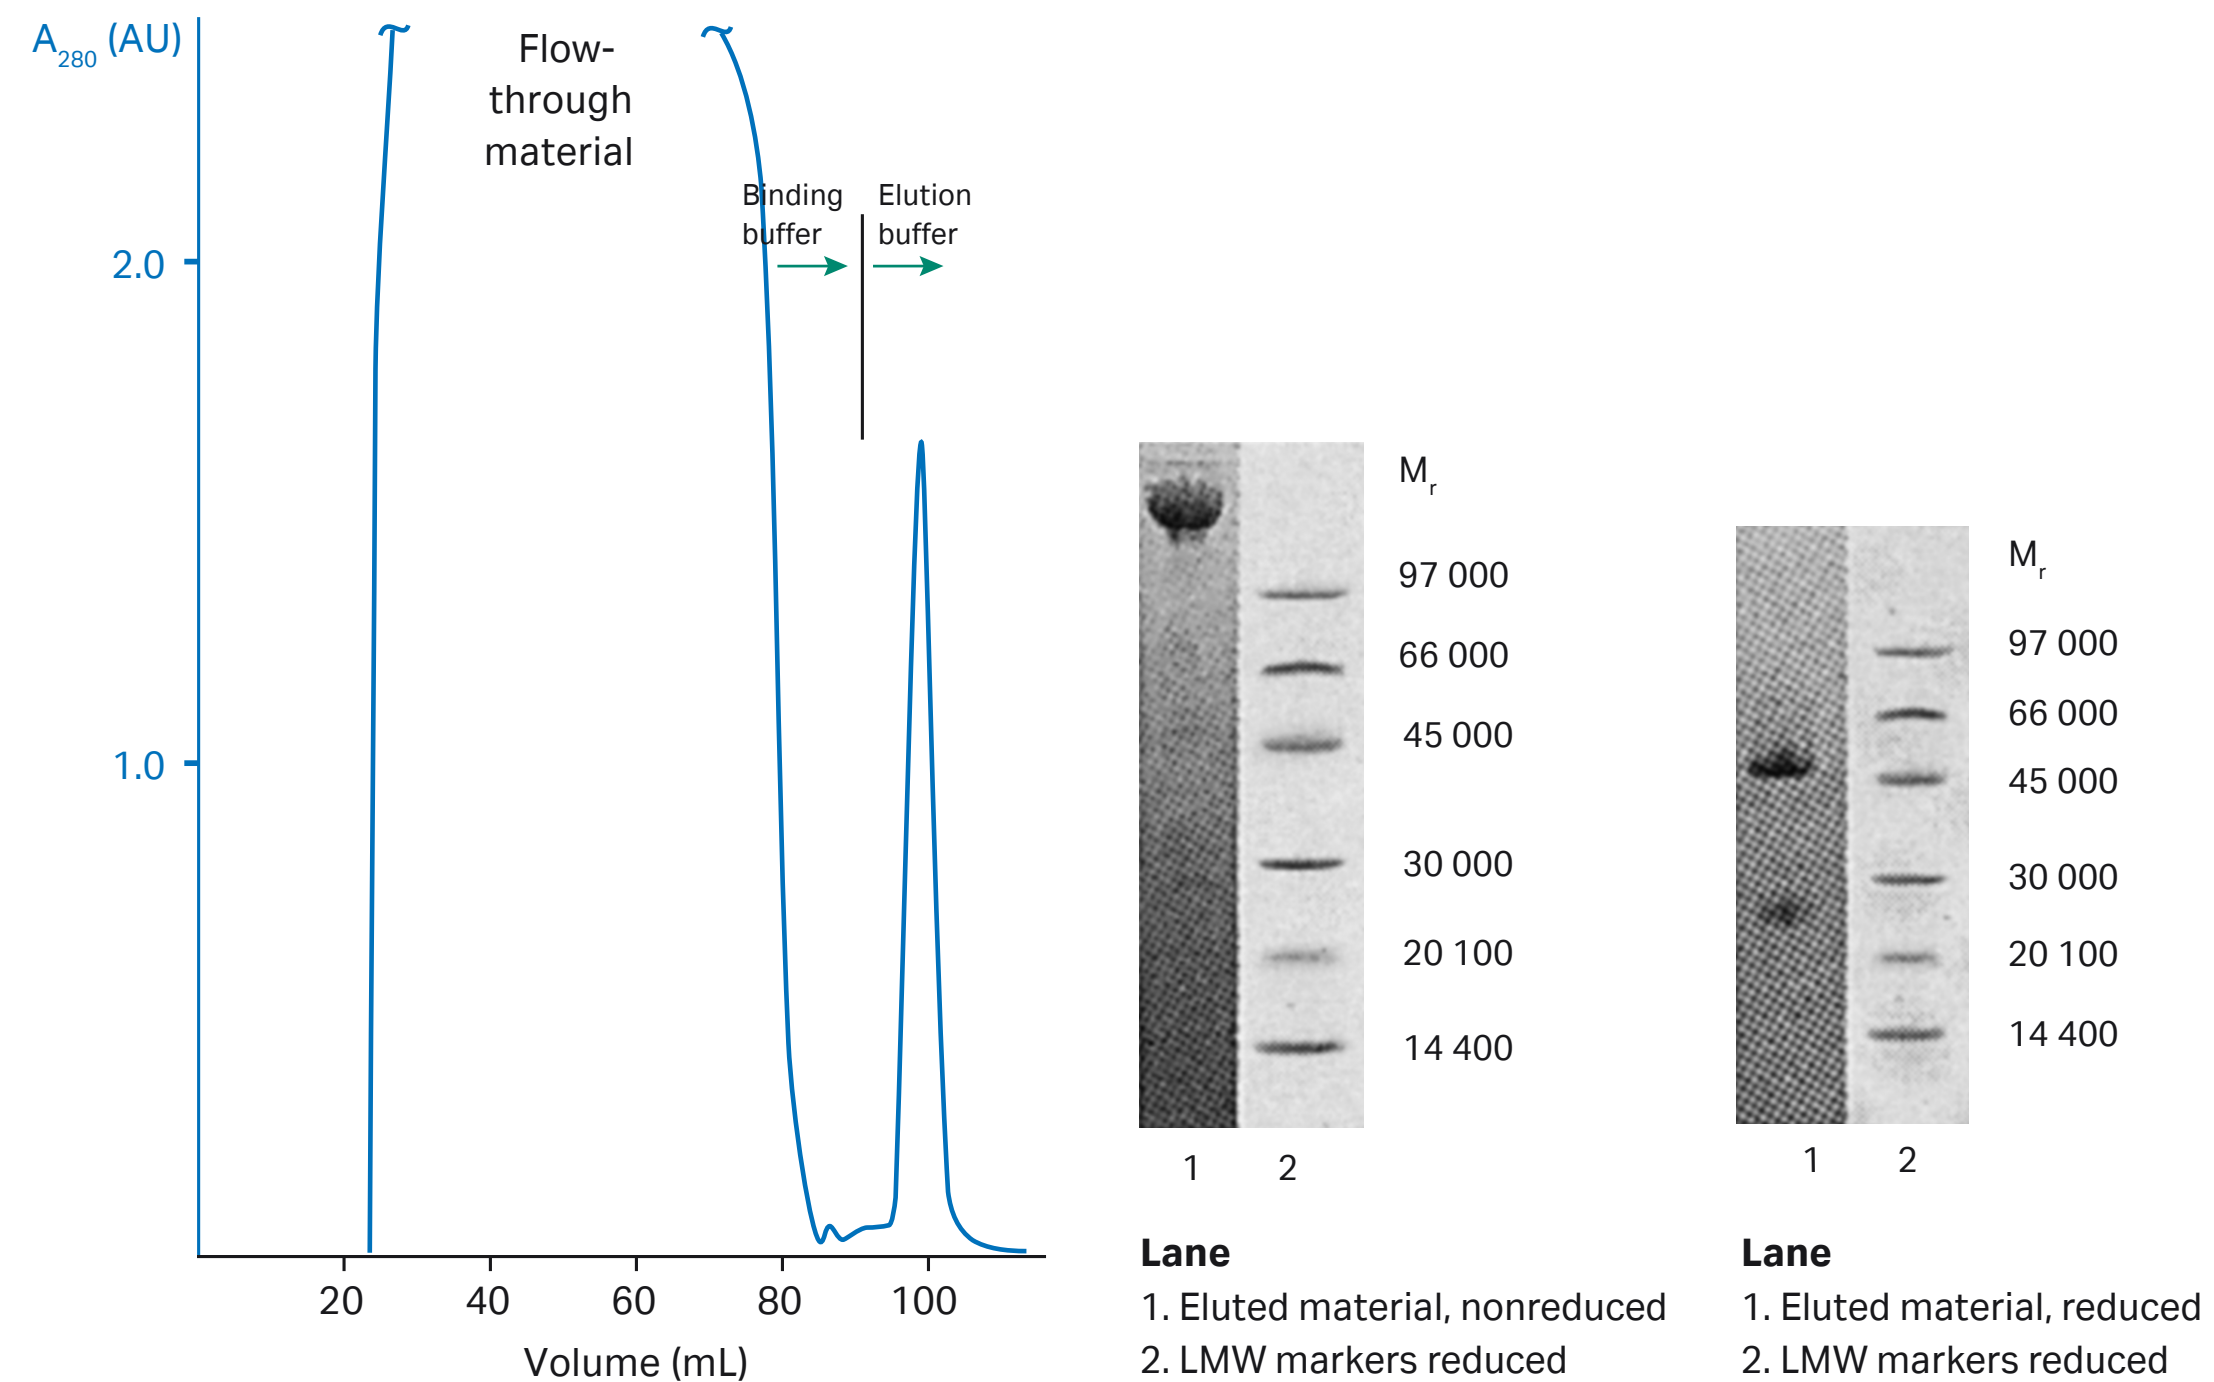 A280 (AU)
2.0
1.0
Flow-
through
material
Binding
buffer
Elution
buffer
20 40 60 80 100
Volume (mL)
Mr
97 000
66 000
45 000
30 000
20 100
14 400
1 2
Lane
1. Eluted material, nonreduced
2. LMW markers reduced
Mr
97 000
66 000
45 000
30 000
20 100
14 400
1 2
Lane
1. Eluted material, reduced
2. LMW markers reduced